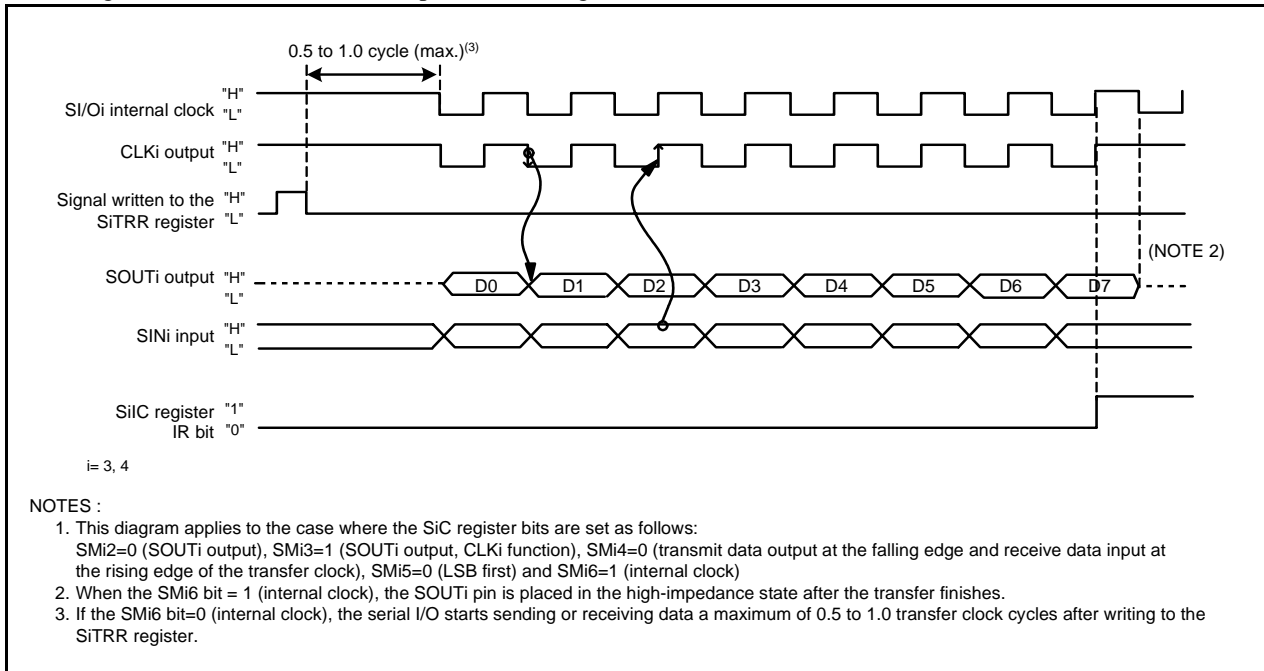 0.5 to 1.0 cycle (max.)(3)
SI/Oi internal clock "H" "L"
CLKi output "H" "L"
Signal written to the SiTRR register "H" "L"
SOUTi output "H" "L"
D0 D1 D2 D3 D4 D5 D6 D7
(NOTE 2)
SINi input "H" "L"
SiIC register IR bit "1" "0"
i= 3, 4
NOTES :
1. This diagram applies to the case where the SiC register bits are set as follows:
SMi2=0 (SOUTi output), SMi3=1 (SOUTi output, CLKi function), SMi4=0 (transmit data output at the falling edge and receive data input at
the rising edge of the transfer clock), SMi5=0 (LSB first) and SMi6=1 (internal clock)
2. When the SMi6 bit = 1 (internal clock), the SOUTi pin is placed in the high-impedance state after the transfer finishes.
3. If the SMi6 bit=0 (internal clock), the serial I/O starts sending or receiving data a maximum of 0.5 to 1.0 transfer clock cycles after writing to the
SiTRR register.